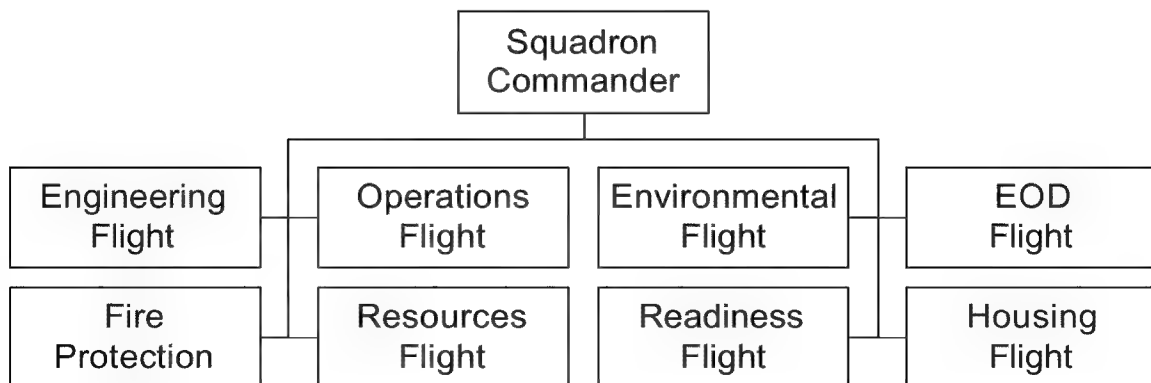 Squadron
Commander
Engineering
Flight
Operations
Flight
Environmental
Flight
EOD
Flight
Fire
Protection
Resources
Flight
Readiness
Flight
Housing
Flight